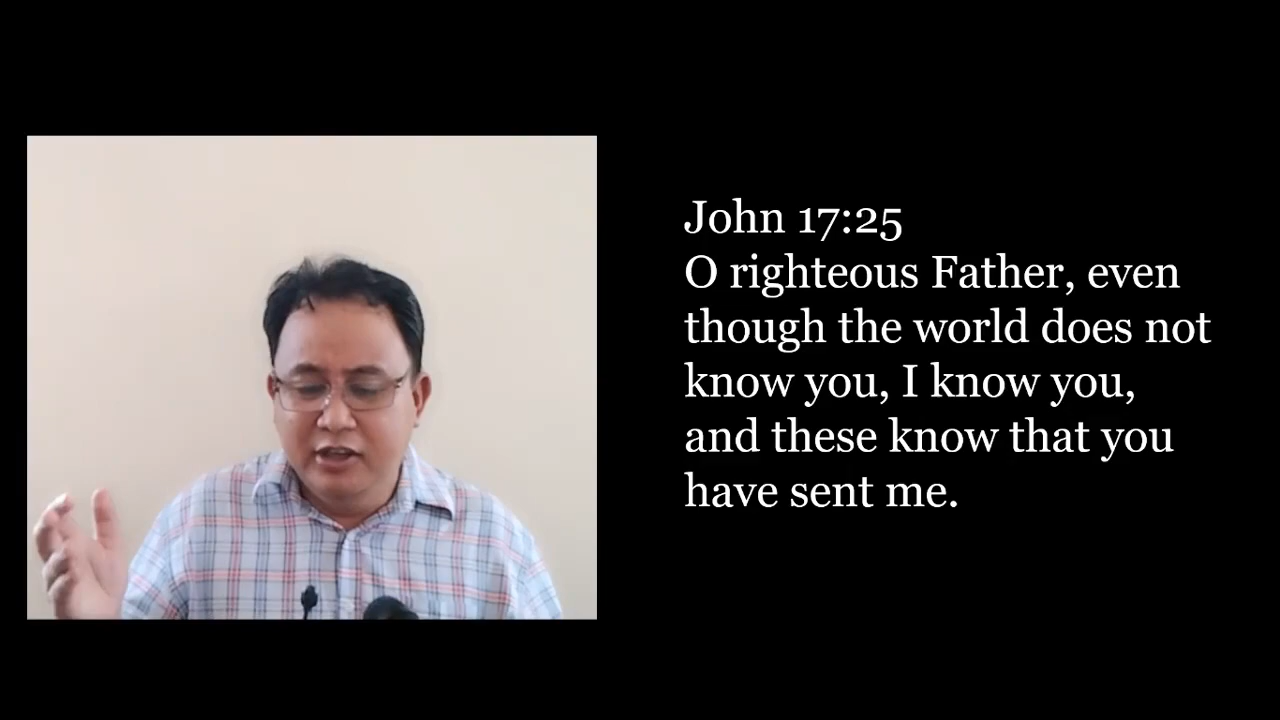 John 17:25
O righteous Father, even
though the world does not
know you, I know you,
and these know that you
have sent me.